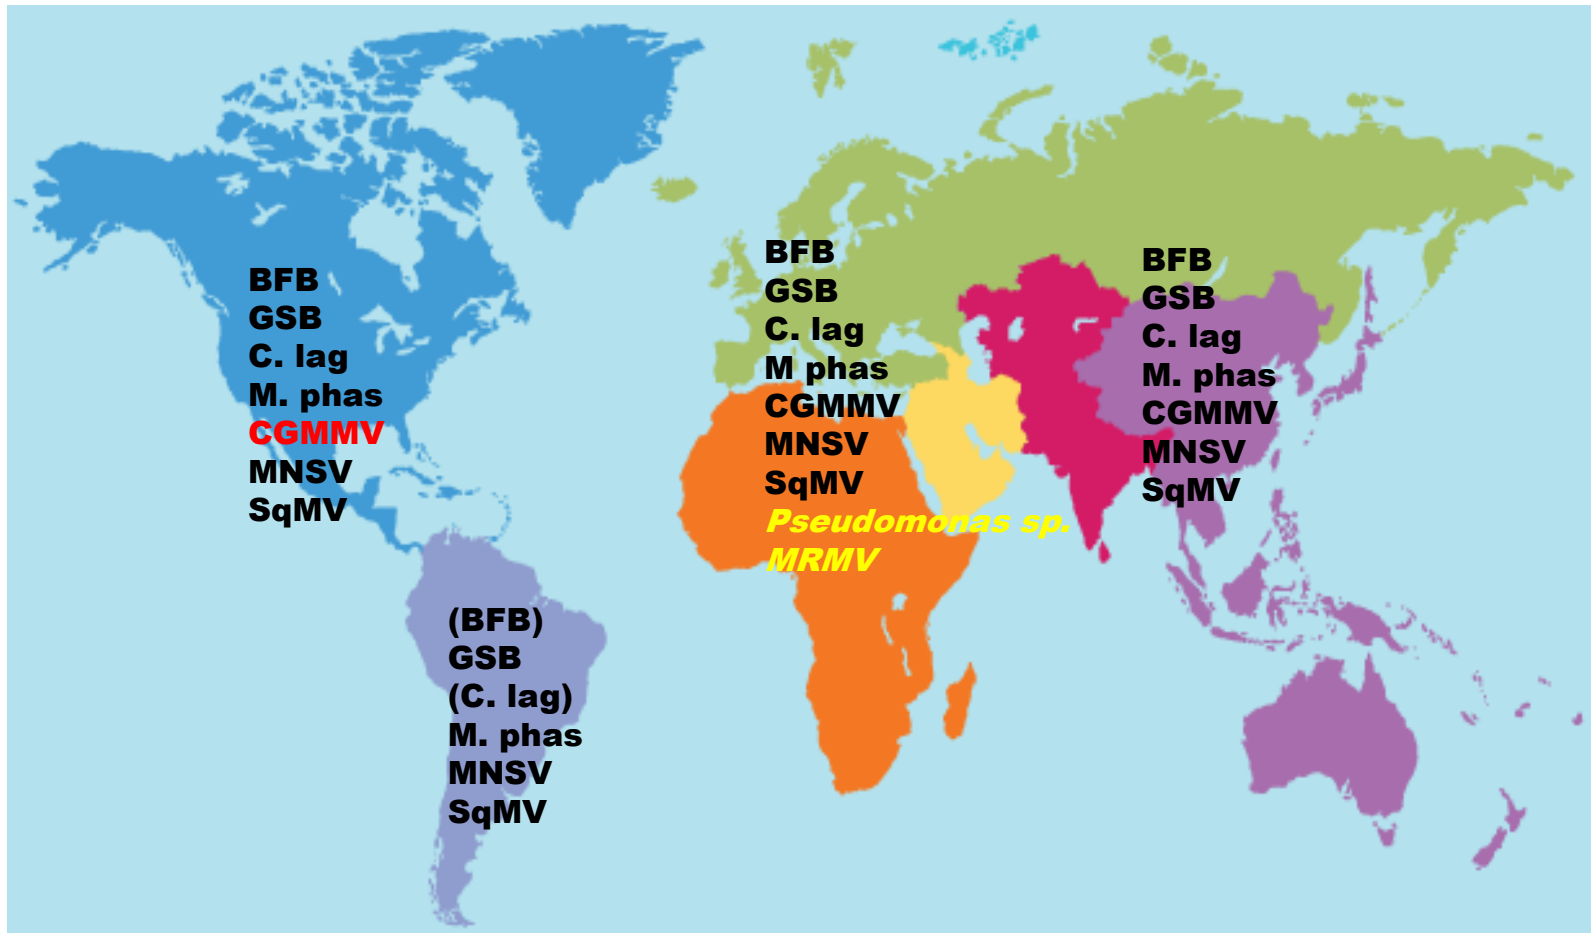 BFB
GSB
C. lag
M. phas
CGMMV
MNSV
SqMV
BFB
GSB
C. lag
M phas
CGMMV
MNSV
SqMV
Pseudomonas sp.
MRMV
BFB
GSB
C. lag
M. phas
CGMMV
MNSV
SqMV
(BFB)
GSB
(C. lag)
M. phas
MNSV
SqMV